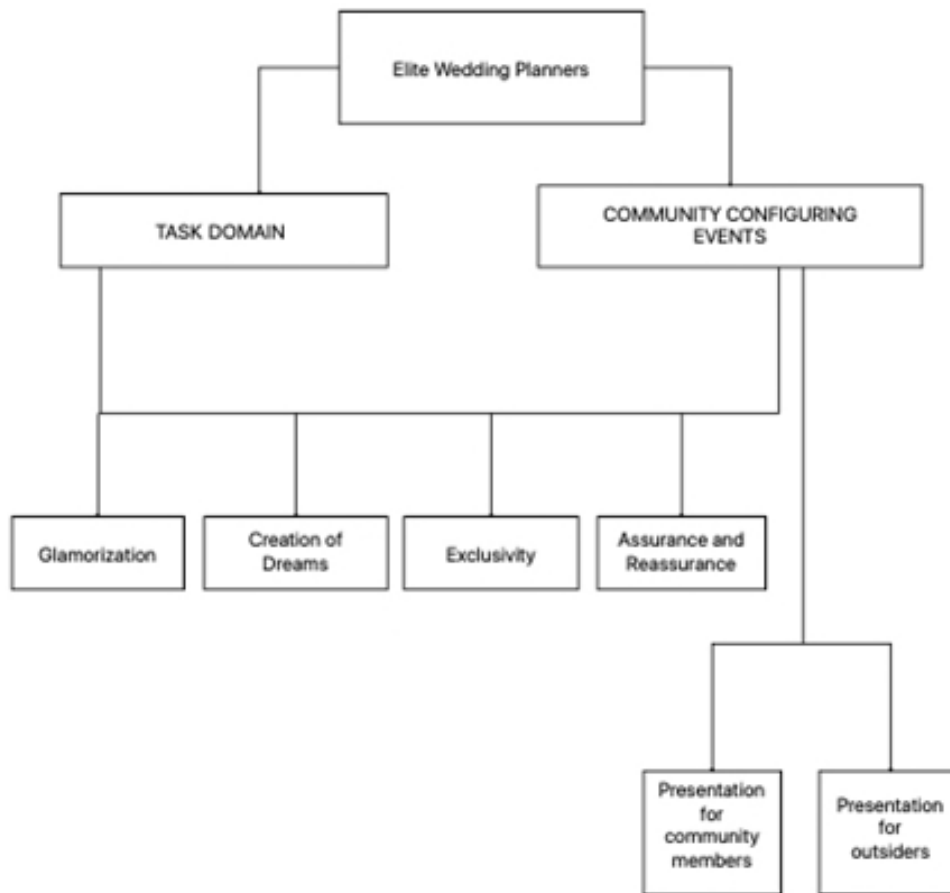 Elite Wedding Planners
TASK DOMAIN
COMMUNITY CONFIGURING
EVENTS
Glamorization
Creation of
Dreams
Exclusivity
Assurance and
Reassurance
Presentation
for
community
members
Presentation
for
outsiders